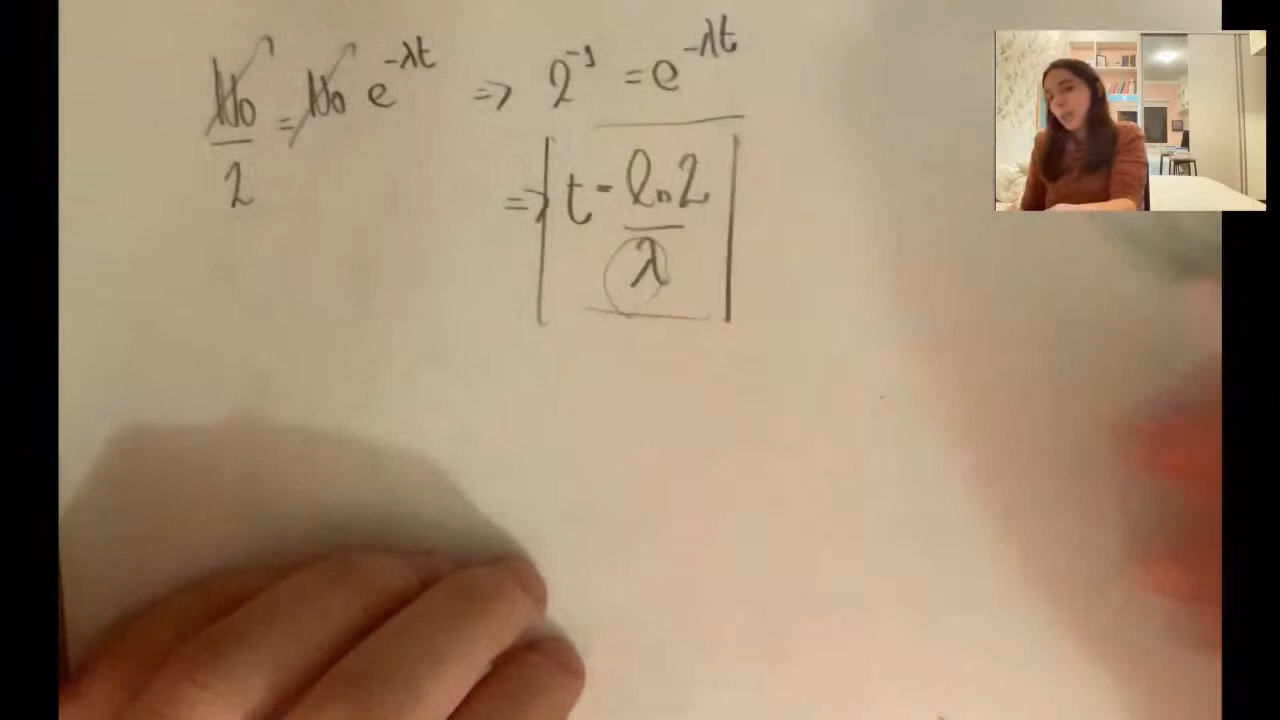 N₀/2 = N₀ e^-λt => 2^-1 = e^-λt
=> t = ln2/λ